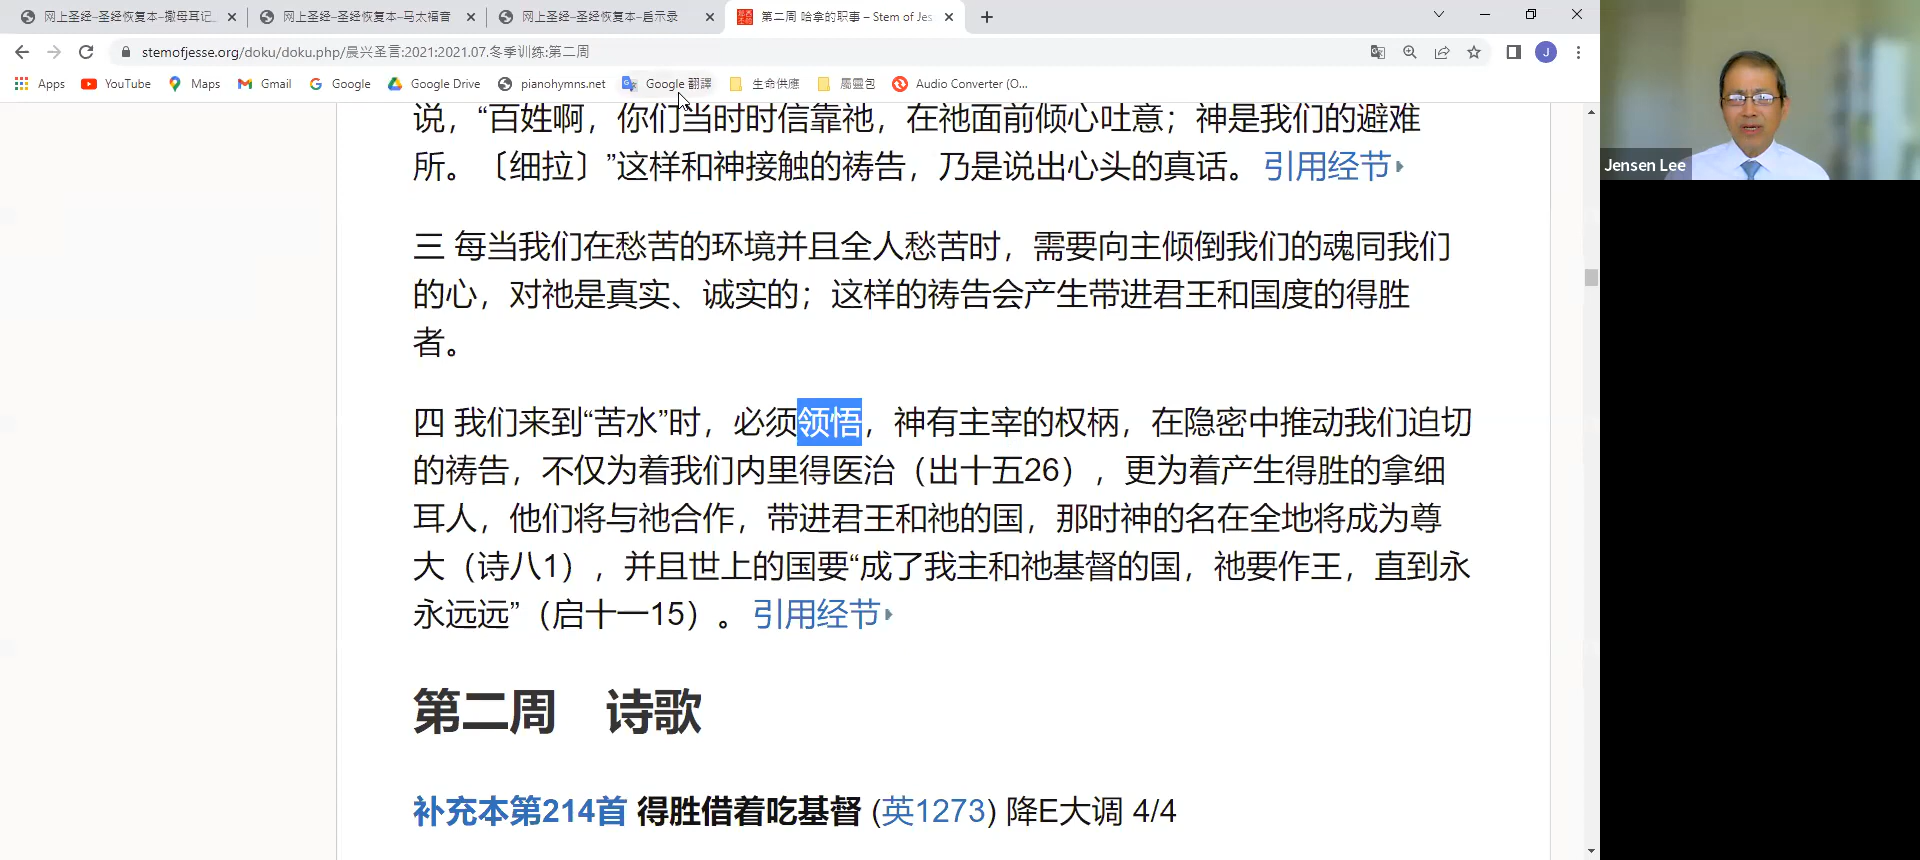 网上圣经–圣经恢复本–撒母耳记
网上圣经–圣经恢复本–马太福音
网上圣经–圣经恢复本–启示录
第二周 哈拿的职事 – Stem of Jes
stemofjesse.org/doku/doku.php/晨兴圣言:2021:2021.07.冬季训练:第二周
J
Apps YouTube Maps Gmail Google Google Drive pianohymns.net Google 翻譯 生命供應 屬靈包 Audio Converter (O...
说，“百姓啊，你们当时时信靠祂，在祂面前倾心吐意；神是我们的避难
所。〔细拉〕”这样和神接触的祷告，乃是说出心头的真话。引用经节
三 每当我们在愁苦的环境并且全人愁苦时，需要向主倾倒我们的魂同我们
的心，对祂是真实、诚实的；这样的祷告会产生带进君王和国度的得胜
者。
四 我们来到“苦水”时，必须领悟，神有主宰的权柄，在隐密中推动我们迫切
的祷告，不仅为着我们内里得医治（出十五26），更为着产生得胜的拿细
耳人，他们将与祂合作，带进君王和祂的国，那时神的名在全地将成为尊
大（诗八1），并且世上的国要“成了我主和祂基督的国，祂要作王，直到永
永远远”（启十一15）。引用经节
第二周 诗歌
补充本第214首 得胜借着吃基督 (英1273) 降E大调 4/4
Jensen Lee